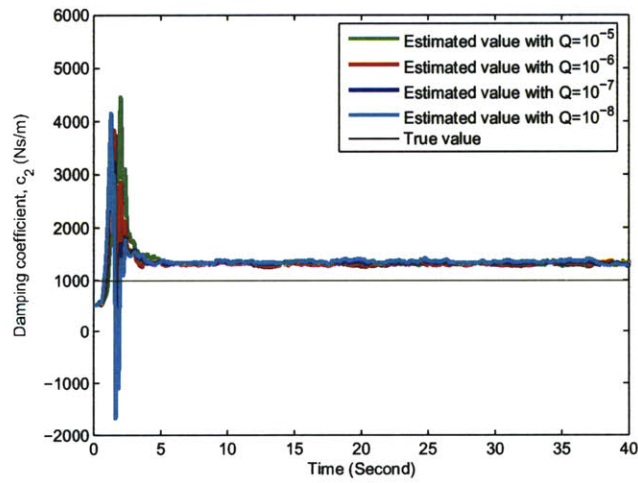 6000
5000
4000
3000
2000
1000
0
−1000
−2000
Damping coefficient, c₂ (Ns/m)
Estimated value with Q=10⁻⁵
Estimated value with Q=10⁻⁶
Estimated value with Q=10⁻⁷
Estimated value with Q=10⁻⁸
True value
0 5 10 15 20 25 30 35 40
Time (Second)